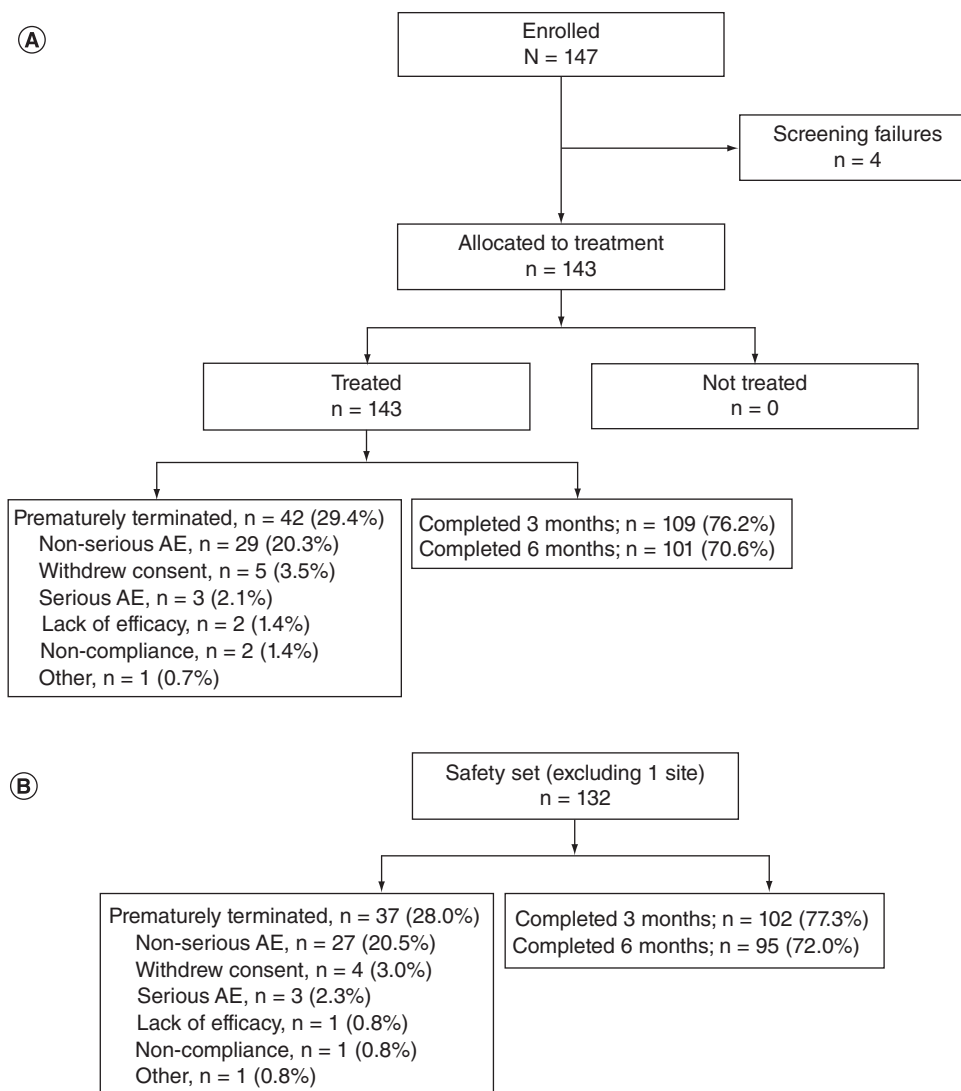 A
Enrolled
N = 147
Screening failures
n = 4
Allocated to treatment
n = 143
Treated
n = 143
Not treated
n = 0
Prematurely terminated, n = 42 (29.4%)
Non-serious AE, n = 29 (20.3%)
Withdrew consent, n = 5 (3.5%)
Serious AE, n = 3 (2.1%)
Lack of efficacy, n = 2 (1.4%)
Non-compliance, n = 2 (1.4%)
Other, n = 1 (0.7%)
Completed 3 months; n = 109 (76.2%)
Completed 6 months; n = 101 (70.6%)
B
Safety set (excluding 1 site)
n = 132
Prematurely terminated, n = 37 (28.0%)
Non-serious AE, n = 27 (20.5%)
Withdrew consent, n = 4 (3.0%)
Serious AE, n = 3 (2.3%)
Lack of efficacy, n = 1 (0.8%)
Non-compliance, n = 1 (0.8%)
Other, n = 1 (0.8%)
Completed 3 months; n = 102 (77.3%)
Completed 6 months; n = 95 (72.0%)